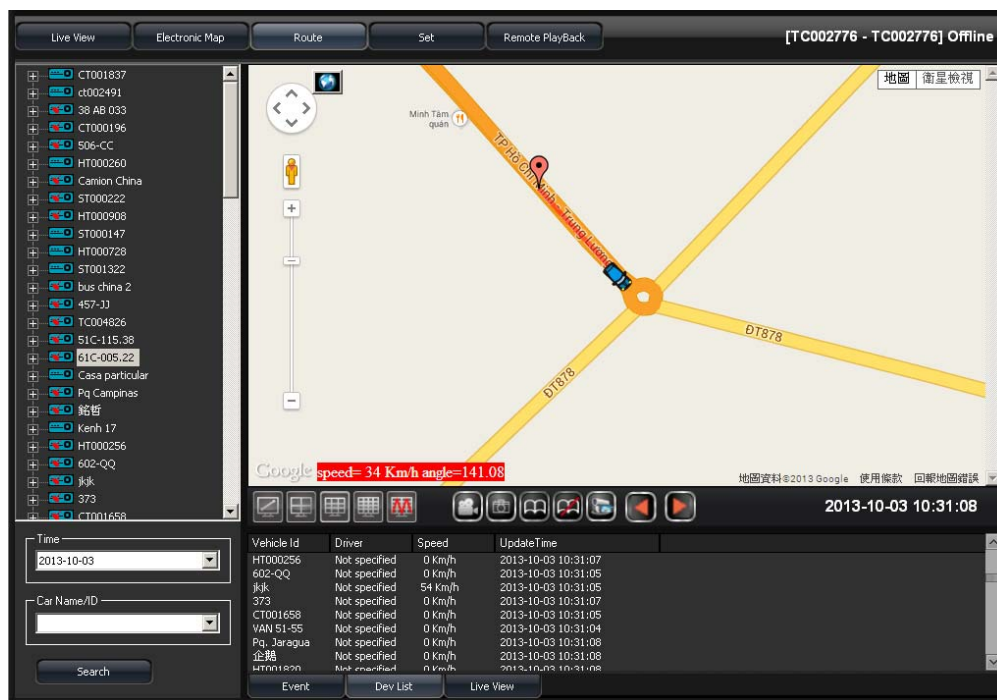 Live View
Electronic Map
Route
Set
Remote PlayBack
[TC002776 - TC002776] Offline
CT001837
ct002491
38 AB 033
CT000196
506-CC
HT000260
Camion China
ST000222
HT000908
ST000147
HT000728
ST001322
bus china 2
457-JJ
TC004826
51C-115.38
61C-005.22
Casa particular
Pq Campinas
銘哲
Kenh 17
HT000256
602-QQ
jkjk
373
CT001658
地圖
衛星檢視
Minh Tâm
quán
TP Hồ Chí Minh - Trung Lương
ĐT878
ĐT878
Google
speed= 34 Km/h angle=141.08
地圖資料©2013 Google 使用條款 回報地圖錯誤
2013-10-03 10:31:08
Time
2013-10-03
Car Name/ID
Search
Vehicle Id Driver Speed UpdateTime
HT000256 Not specified 0 Km/h 2013-10-03 10:31:07
602-QQ Not specified 0 Km/h 2013-10-03 10:31:05
jkjk Not specified 54 Km/h 2013-10-03 10:31:05
373 Not specified 0 Km/h 2013-10-03 10:31:07
CT001658 Not specified 0 Km/h 2013-10-03 10:31:05
VAN 51-55 Not specified 0 Km/h 2013-10-03 10:31:04
Pq. Jaragua Not specified 0 Km/h 2013-10-03 10:31:08
企鵝 Not specified 0 Km/h 2013-10-03 10:31:08
HT001820 Not specified 0 Km/h 2013-10-03 10:31:08
Event
Dev List
Live View